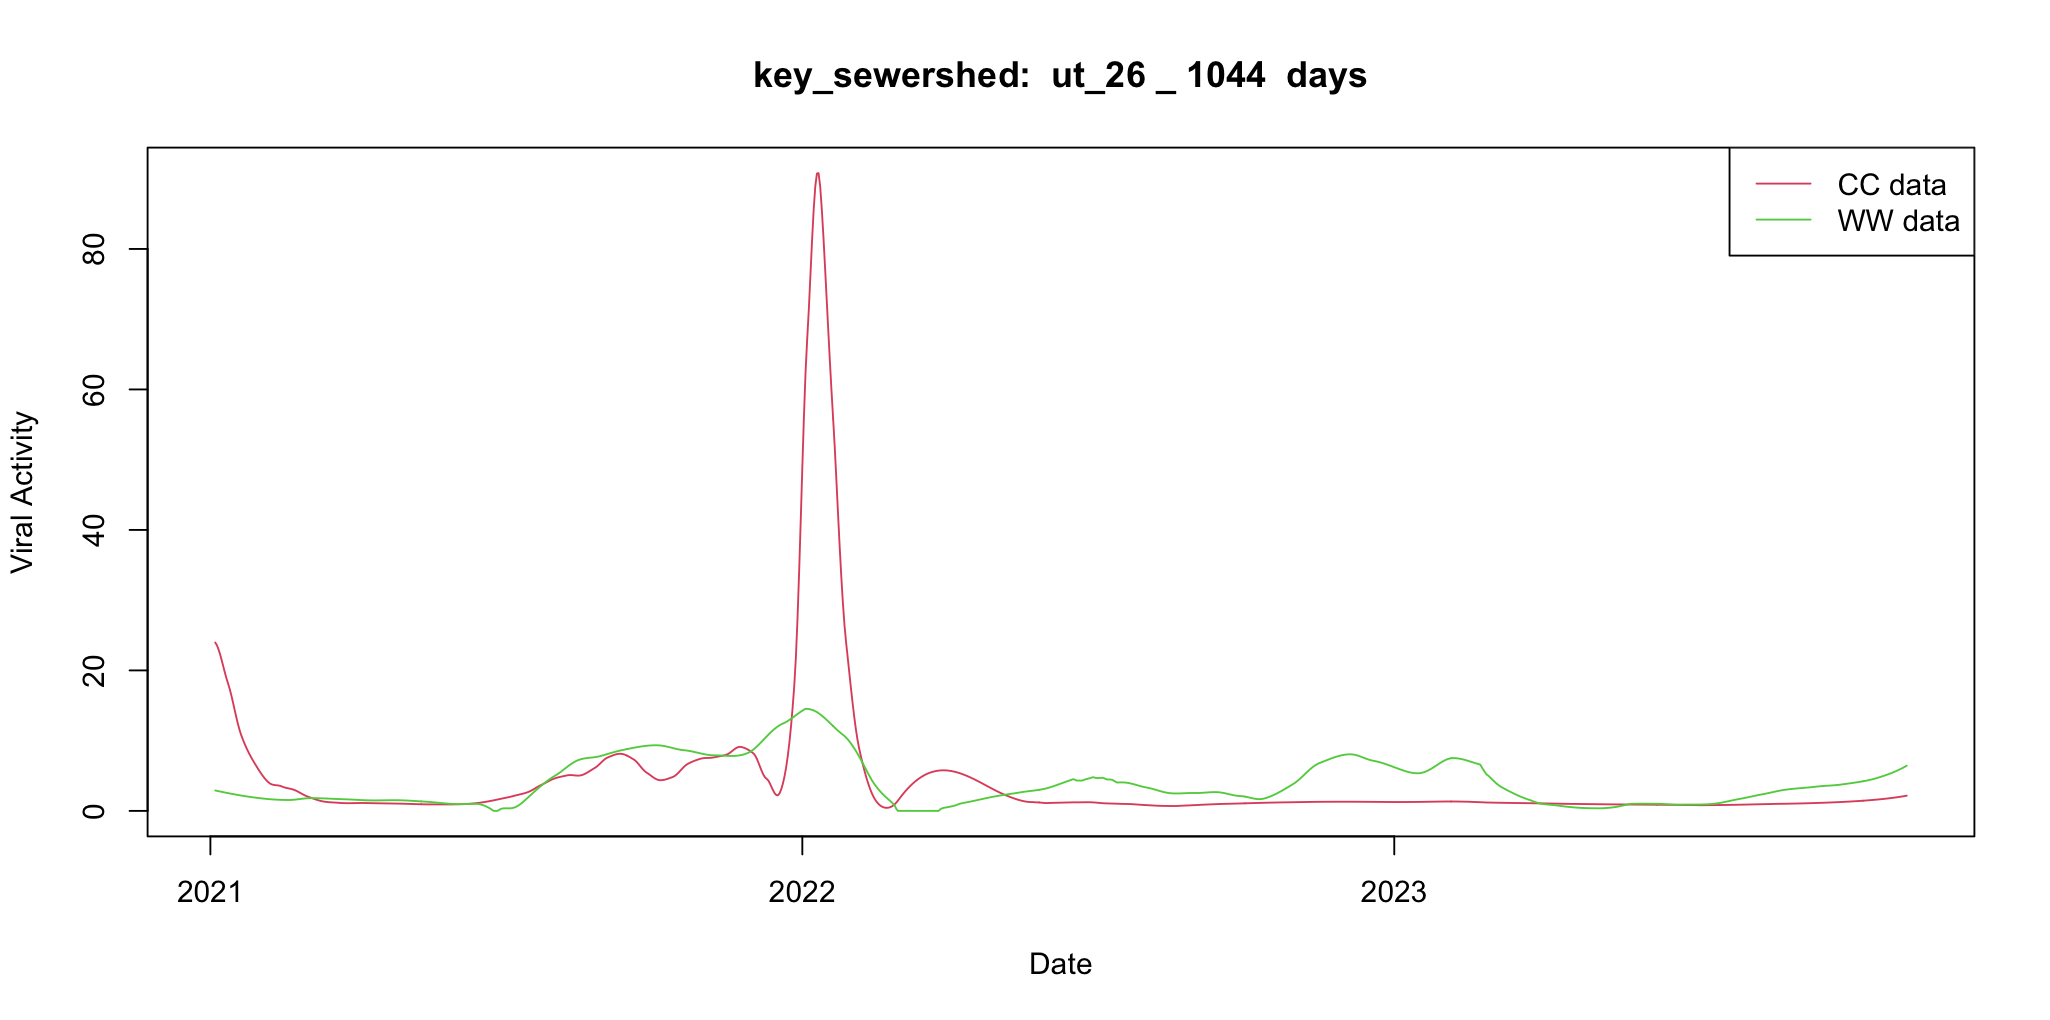 key_sewershed:  ut_26 _ 1044  days
CC data
WW data
Viral Activity
80
60
40
20
0
2021
2022
2023
Date